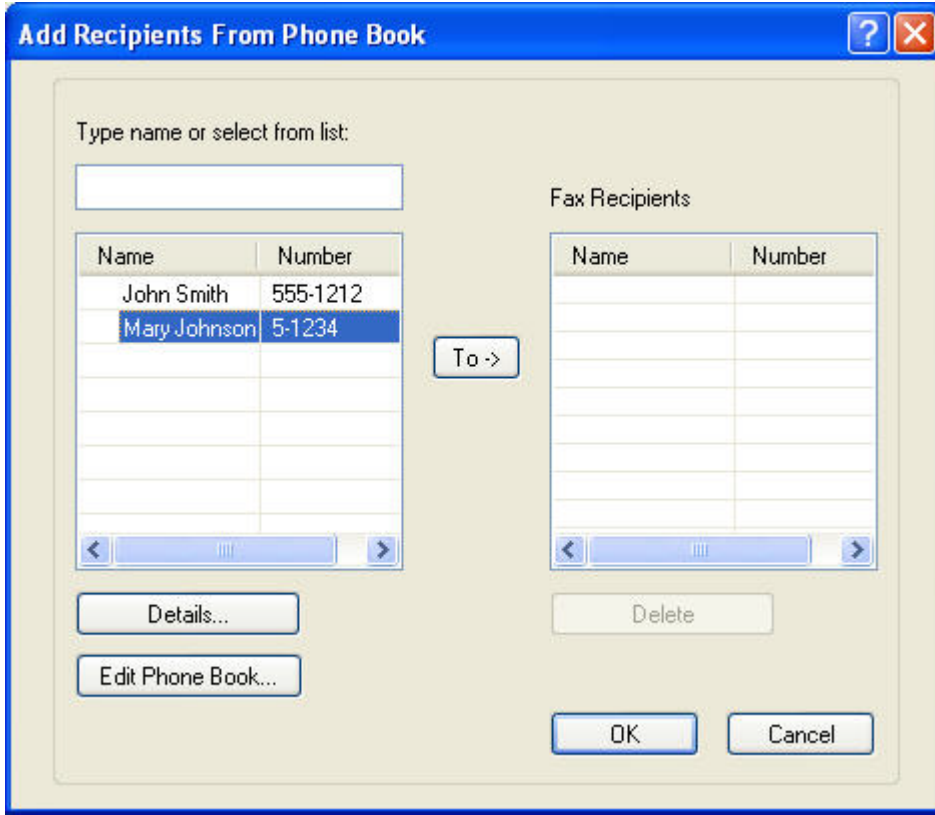 Add Recipients From Phone Book
Type name or select from list:
Fax Recipients
Name Number
John Smith 555-1212
Mary Johnson 5-1234
To ->
Name Number
Details...
Delete
Edit Phone Book...
OK
Cancel